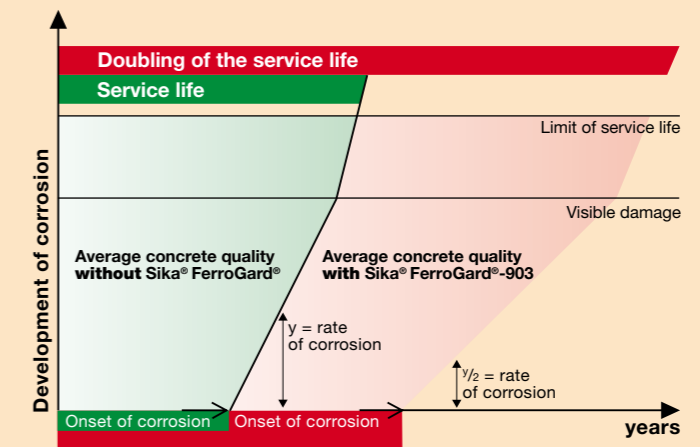 Doubling of the service life
Service life
Limit of service life
Visible damage
Development of corrosion
Average concrete quality
without Sika® FerroGard®
Average concrete quality
with Sika® FerroGard®-903
y = rate
of corrosion
y/2 = rate
of corrosion
Onset of corrosion
Onset of corrosion
years